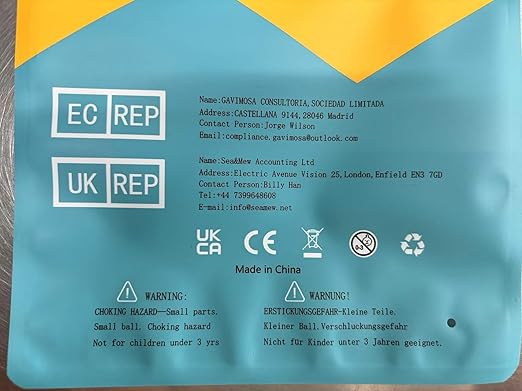 EC REP
Name:GAVIMOSA CONSULTORIA,SOCIEDAD LIMITADA
Address:CASTELLANA 9144,28046 Madrid
Contact Person:Jorge Wilson
Email:compliance.gavimosa@outlook.com
UK REP
Name:Sea&Mew Accounting Ltd
Address:Electric Avenue Vision 25,London,Enfield EN3 7GD
Contact Person:Billy Han
Tel:+44 7399648608
E-mail:info@seamew.net
UK
CA
CE
0-3
Made in China
WARNING:
CHOKING HAZARD—Small parts.
Small ball. Choking hazard
Not for children under 3 yrs
WARNUNG!
ERSTICKUNGSGEFAHR-Kleine Teile.
Kleiner Ball.Verschluckungsgefahr
Nicht für Kinder unter 3 Jahren geeignet.